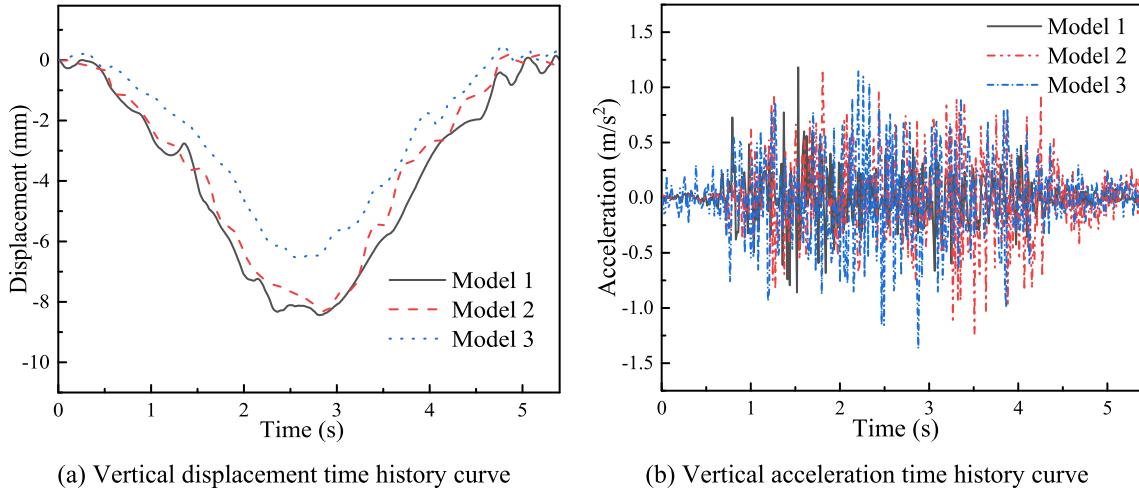 0
-2
-4
-6
-8
-10
Displacement (mm)
0 1 2 3 4 5
Time (s)
Model 1
Model 2
Model 3
(a) Vertical displacement time history curve
1.5
1.0
0.5
0.0
-0.5
-1.0
-1.5
Acceleration (m/s²)
0 1 2 3 4 5
Time (s)
Model 1
Model 2
Model 3
(b) Vertical acceleration time history curve